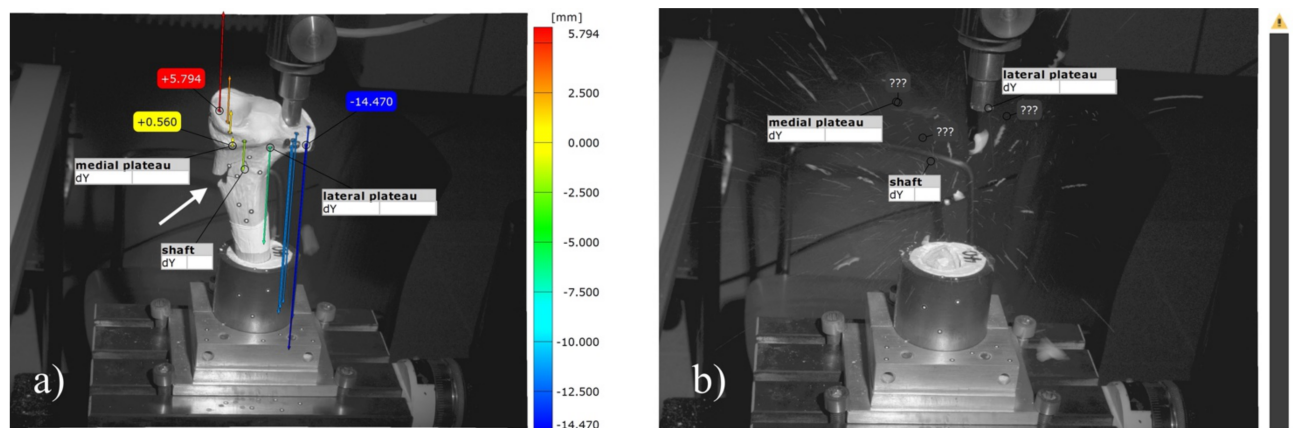 [mm]
5.794
2.500
0.000
-2.500
-5.000
-7.500
-10.000
-12.500
-14.470
+5.794
-14.470
+0.560
medial plateau
dY
lateral plateau
dY
shaft
dY
a)
???
lateral plateau
dY
???
medial plateau
dY
???
shaft
dY
b)